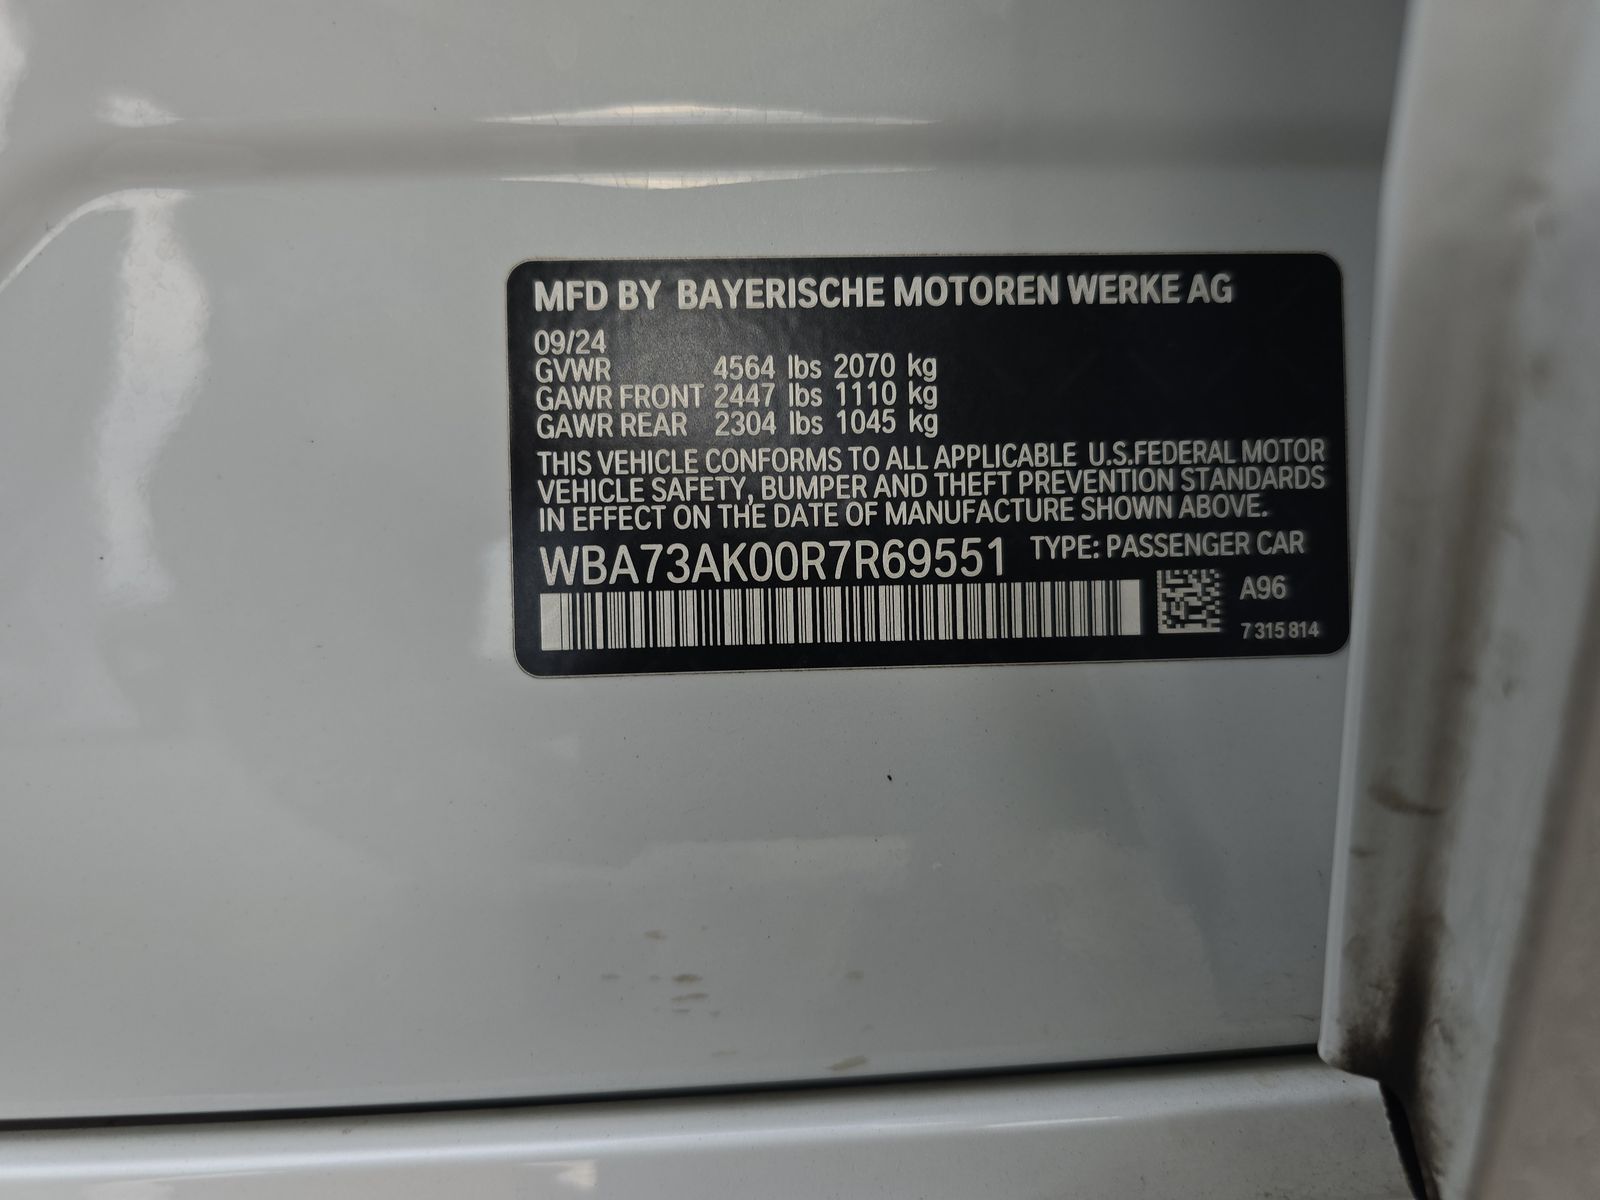 MFD BY BAYERISCHE MOTOREN WERKE AG
09/24
GVWR 4564 lbs 2070 kg
GAWR FRONT 2447 lbs 1110 kg
GAWR REAR 2304 lbs 1045 kg
THIS VEHICLE CONFORMS TO ALL APPLICABLE U.S.FEDERAL MOTOR
VEHICLE SAFETY, BUMPER AND THEFT PREVENTION STANDARDS
IN EFFECT ON THE DATE OF MANUFACTURE SHOWN ABOVE.
WBA73AK00R7R69551 TYPE: PASSENGER CAR
A96
7 315 814